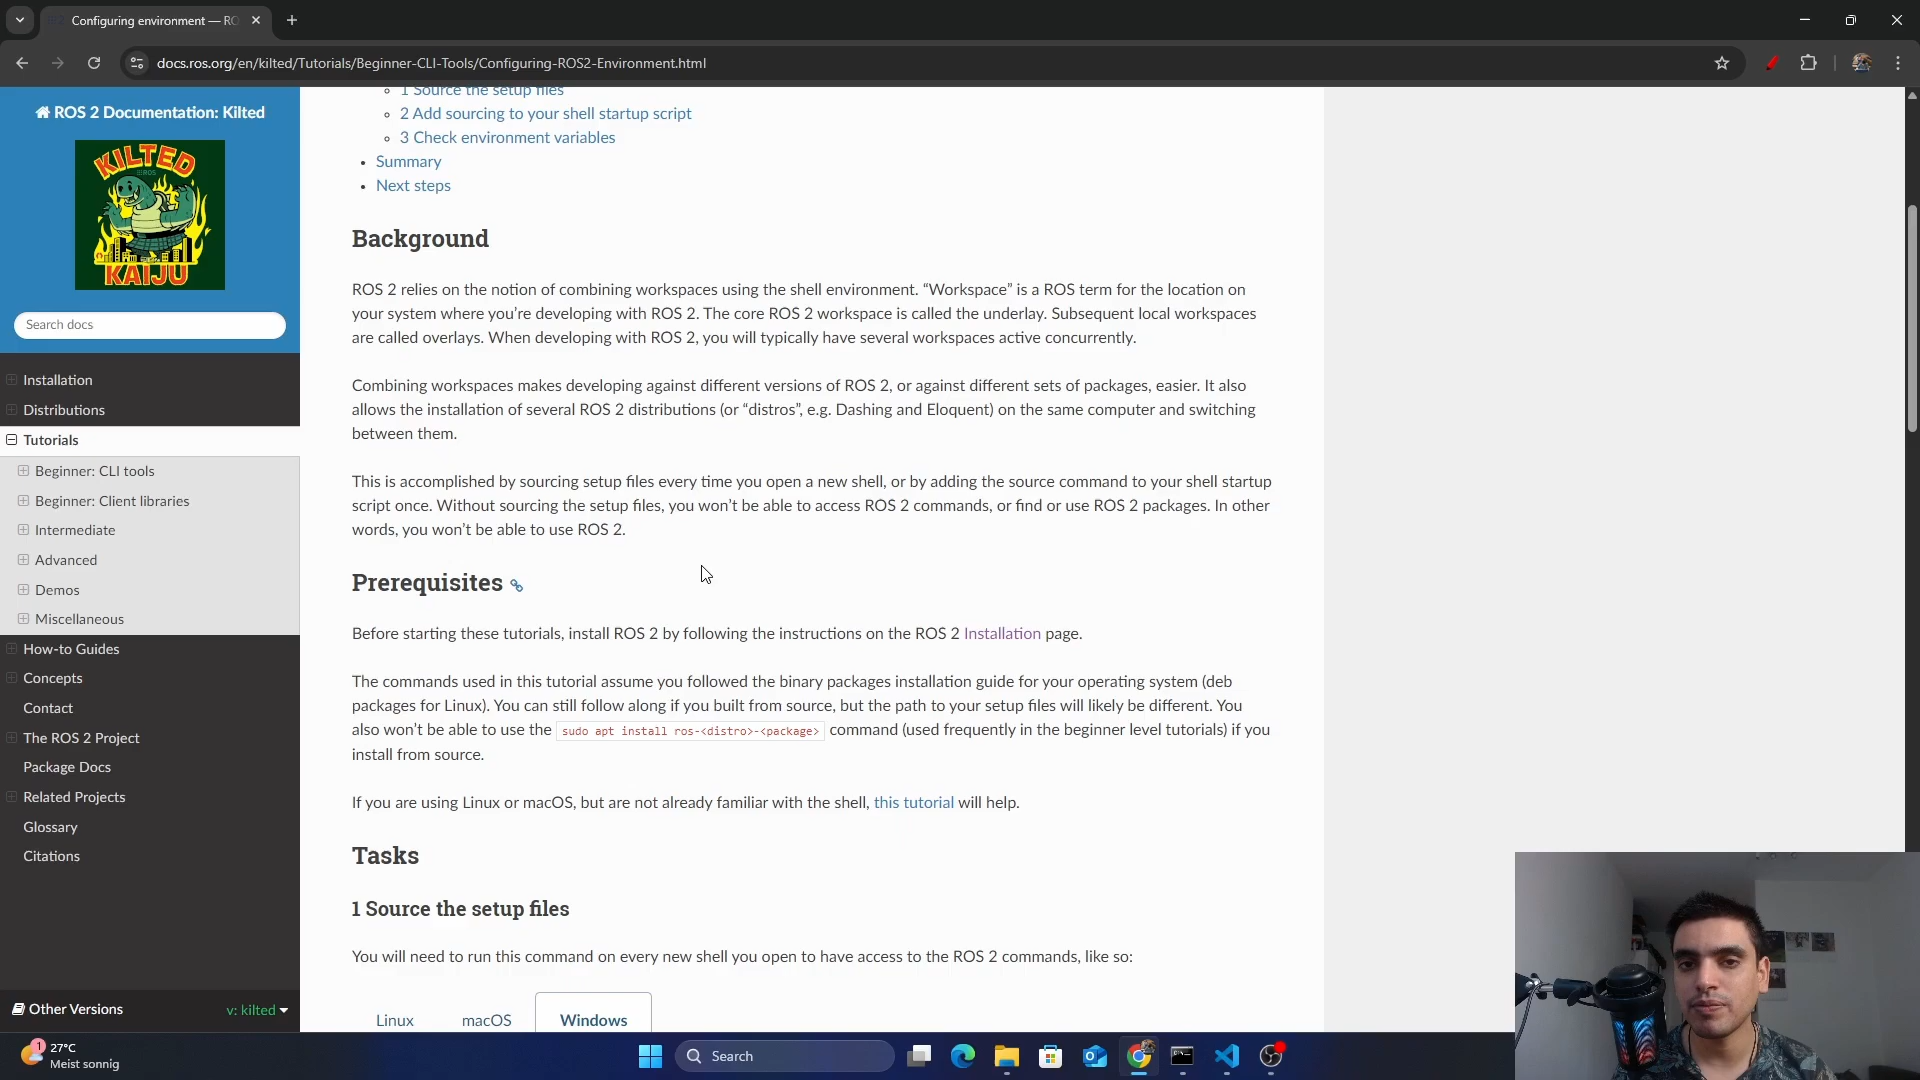 Configuring environment — RO
docs.ros.org/en/kilted/Tutorials/Beginner-CLI-Tools/Configuring-ROS2-Environment.html
ROS 2 Documentation: Kilted
KILTED
ROS
KAIJU
Search docs
Installation
Distributions
Tutorials
Beginner: CLI tools
Beginner: Client libraries
Intermediate
Advanced
Demos
Miscellaneous
How-to Guides
Concepts
Contact
The ROS 2 Project
Package Docs
Related Projects
Glossary
Citations
Other Versions
v: kilted
1 Source the setup files
2 Add sourcing to your shell startup script
3 Check environment variables
Summary
Next steps
Background
ROS 2 relies on the notion of combining workspaces using the shell environment. “Workspace” is a ROS term for the location on
your system where you’re developing with ROS 2. The core ROS 2 workspace is called the underlay. Subsequent local workspaces
are called overlays. When developing with ROS 2, you will typically have several workspaces active concurrently.
Combining workspaces makes developing against different versions of ROS 2, or against different sets of packages, easier. It also
allows the installation of several ROS 2 distributions (or “distros”, e.g. Dashing and Eloquent) on the same computer and switching
between them.
This is accomplished by sourcing setup files every time you open a new shell, or by adding the source command to your shell startup
script once. Without sourcing the setup files, you won’t be able to access ROS 2 commands, or find or use ROS 2 packages. In other
words, you won’t be able to use ROS 2.
Prerequisites
Before starting these tutorials, install ROS 2 by following the instructions on the ROS 2 Installation page.
The commands used in this tutorial assume you followed the binary packages installation guide for your operating system (deb
packages for Linux). You can still follow along if you built from source, but the path to your setup files will likely be different. You
also won’t be able to use the sudo apt install ros-<distro>-<package> command (used frequently in the beginner level tutorials) if you
install from source.
If you are using Linux or macOS, but are not already familiar with the shell, this tutorial will help.
Tasks
1 Source the setup files
You will need to run this command on every new shell you open to have access to the ROS 2 commands, like so:
Linux
macOS
Windows
1
27°C
Meist sonnig
Search